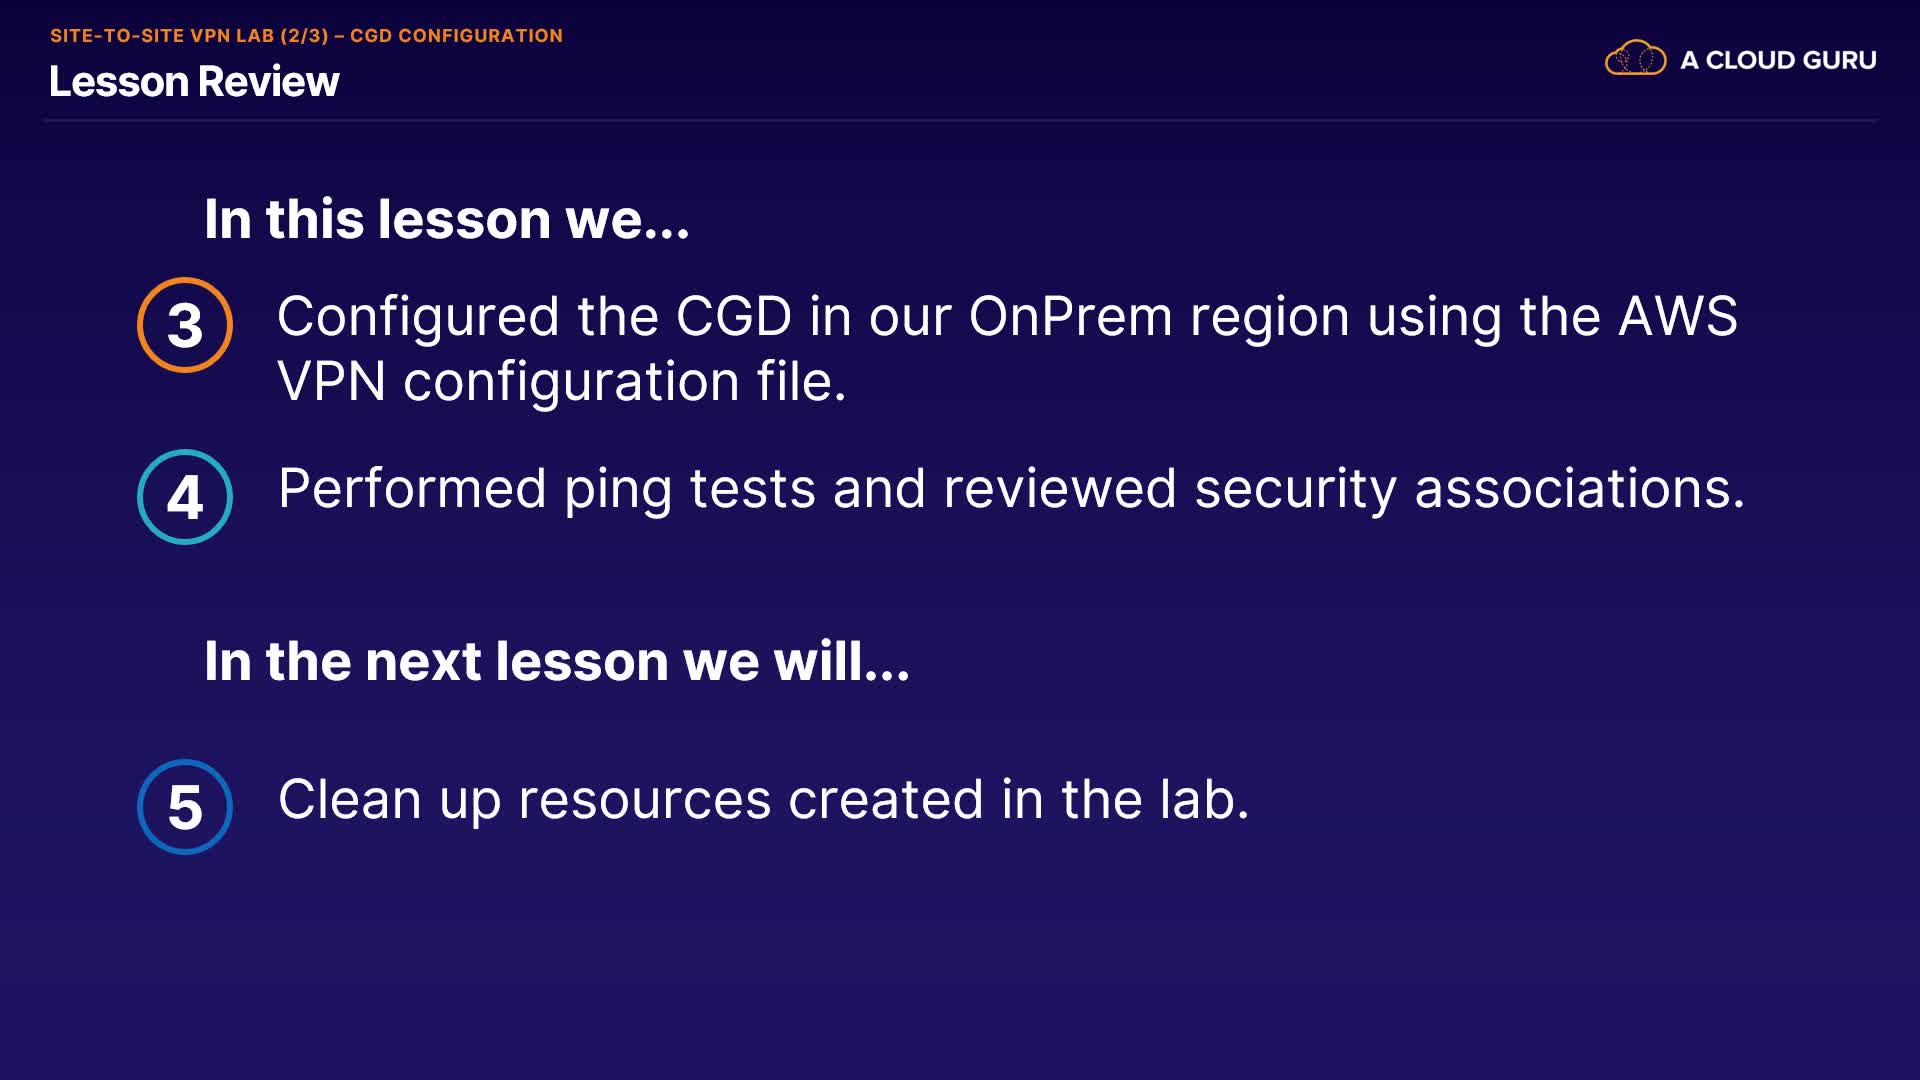 SITE-TO-SITE VPN LAB (2/3) – CGD CONFIGURATION
Lesson Review
A CLOUD GURU
In this lesson we...
3
Configured the CGD in our OnPrem region using the AWS
VPN configuration file.
4
Performed ping tests and reviewed security associations.
In the next lesson we will...
5
Clean up resources created in the lab.